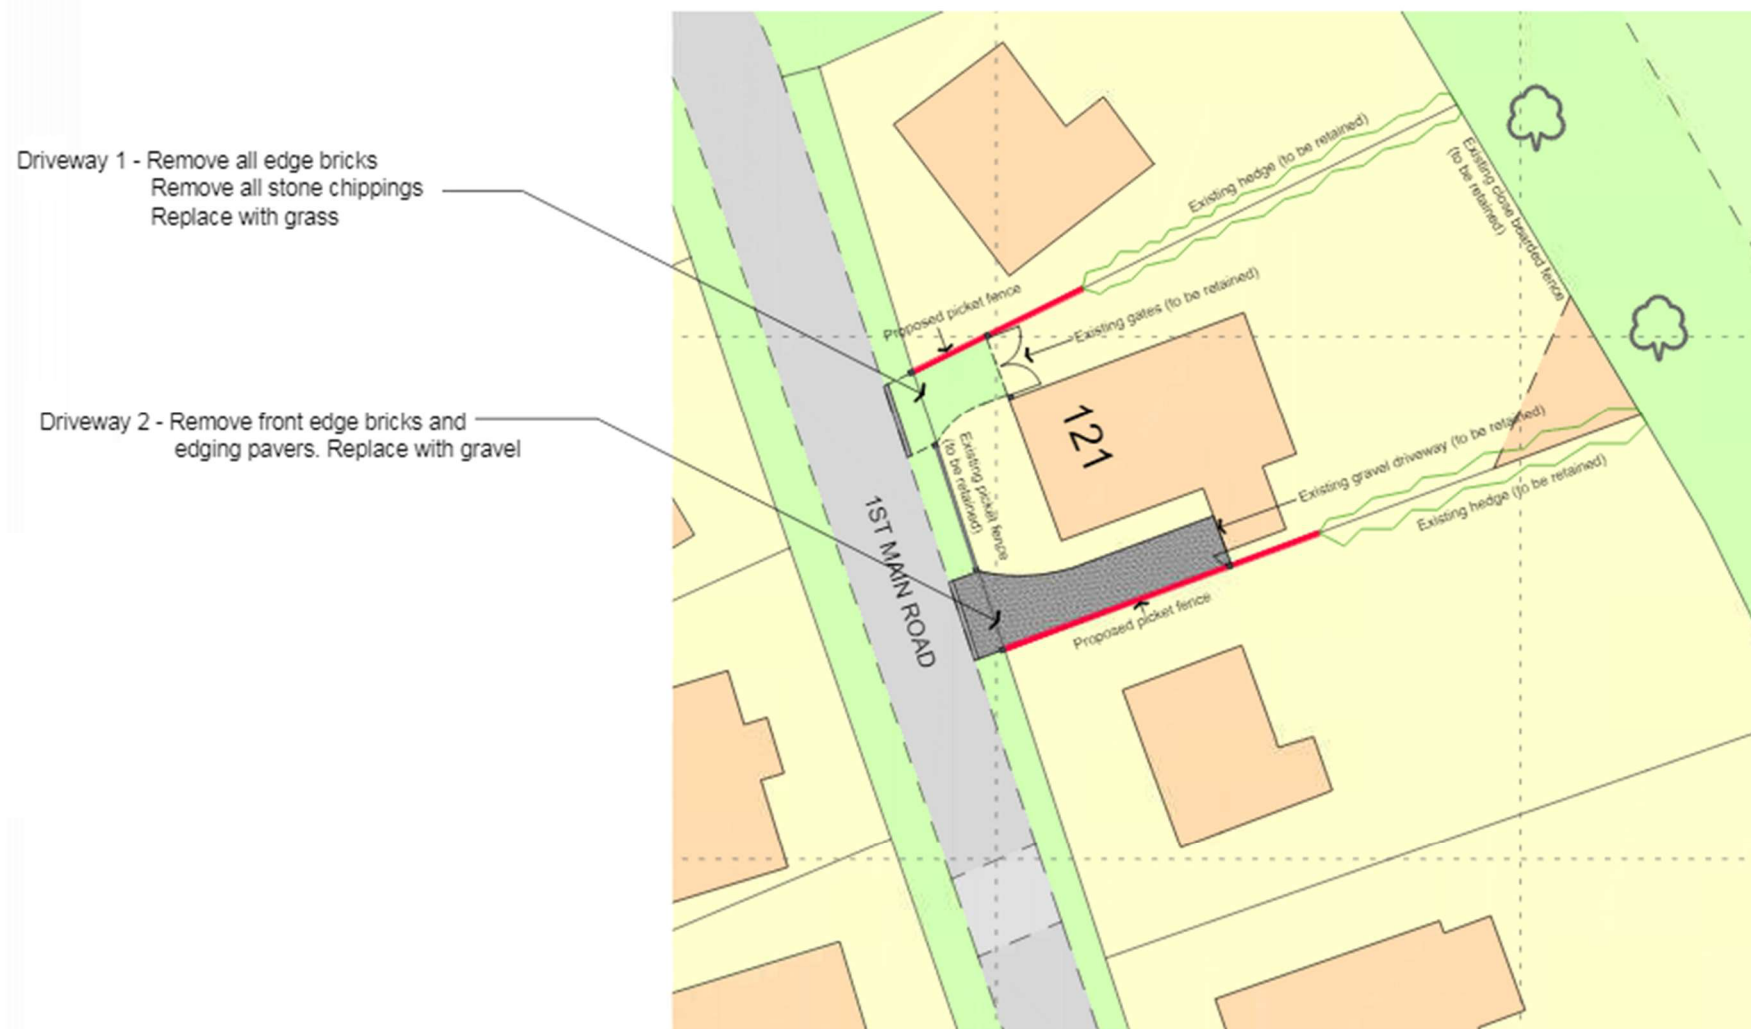 Driveway 1 - Remove all edge bricks
Remove all stone chippings
Replace with grass
Driveway 2 - Remove front edge bricks and
edging pavers. Replace with gravel
Existing hedge (to be retained)
Existing close boarded fence
(to be retained)
Proposed picket fence
Existing gates (to be retained)
121
Existing picket fence
(to be retained)
Existing gravel driveway (to be retained)
Existing hedge (to be retained)
1ST MAIN ROAD
Proposed picket fence